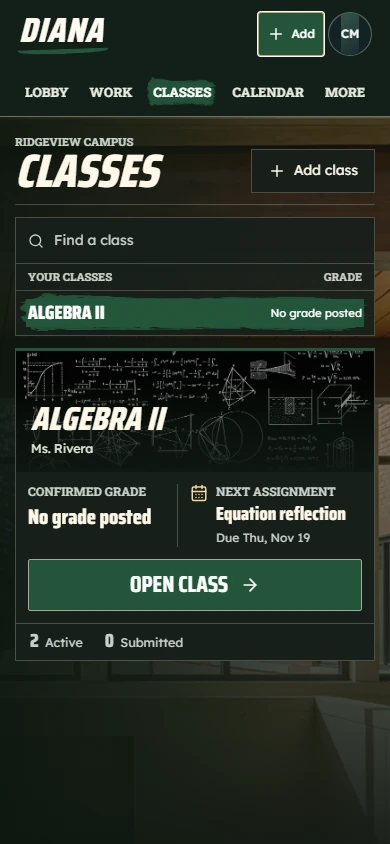 DIANA
Add
CM
LOBBY WORK CLASSES CALENDAR MORE
RIDGEVIEW CAMPUS
CLASSES
Add class
Find a class
YOUR CLASSES GRADE
ALGEBRA II No grade posted
ALGEBRA II
Ms. Rivera
CONFIRMED GRADE
No grade posted
NEXT ASSIGNMENT
Equation reflection
Due Thu, Nov 19
OPEN CLASS
2 Active 0 Submitted